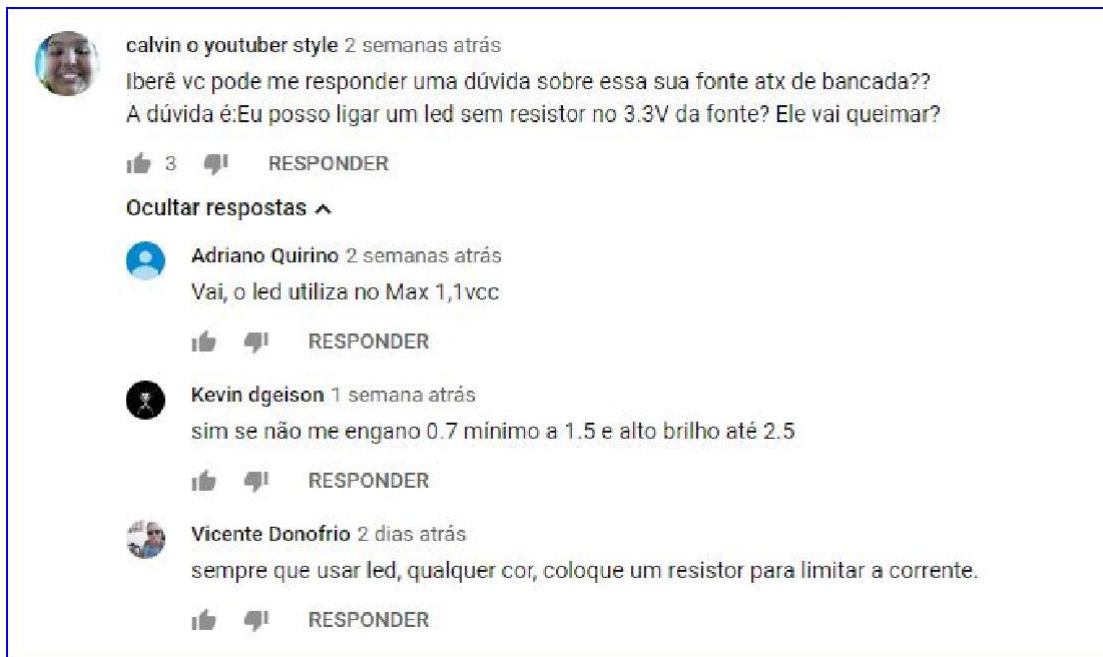 calvin o youtuber style 2 semanas atrás
Iberê vc pode me responder uma dúvida sobre essa sua fonte atx de bancada??
A dúvida é:Eu posso ligar um led sem resistor no 3.3V da fonte? Ele vai queimar?
3 RESPONDER
Ocultar respostas
Adriano Quirino 2 semanas atrás
Vai, o led utiliza no Max 1,1vcc
RESPONDER
Kevin dgeison 1 semana atrás
sim se não me engano 0.7 mínimo a 1.5 e alto brilho até 2.5
RESPONDER
Vicente Donofrio 2 dias atrás
sempre que usar led, qualquer cor, coloque um resistor para limitar a corrente.
RESPONDER